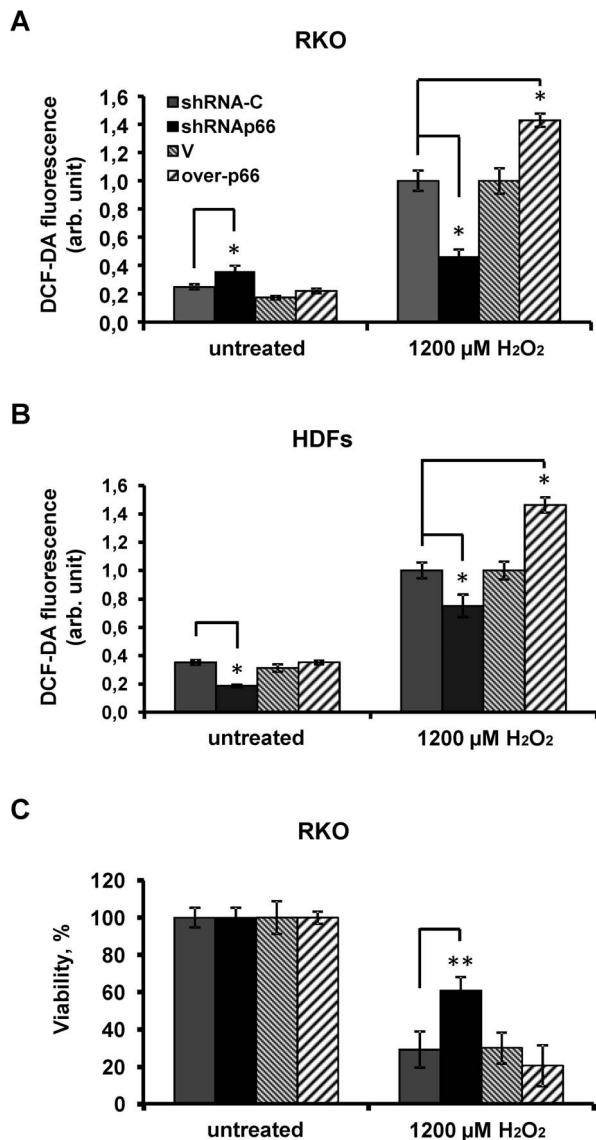 A
RKO
DCF-DA fluorescence
(arb. unit)
1,6
1,4
1,2
1,0
0,8
0,6
0,4
0,2
0,0
shRNA-C
shRNAp66
V
over-p66
*
*
*
untreated
1200 µM H₂O₂
B
HDFs
DCF-DA fluorescence
(arb. unit)
1,6
1,4
1,2
1,0
0,8
0,6
0,4
0,2
0,0
*
*
*
untreated
1200 µM H₂O₂
C
RKO
Viability, %
120
100
80
60
40
20
0
**
untreated
1200 µM H₂O₂